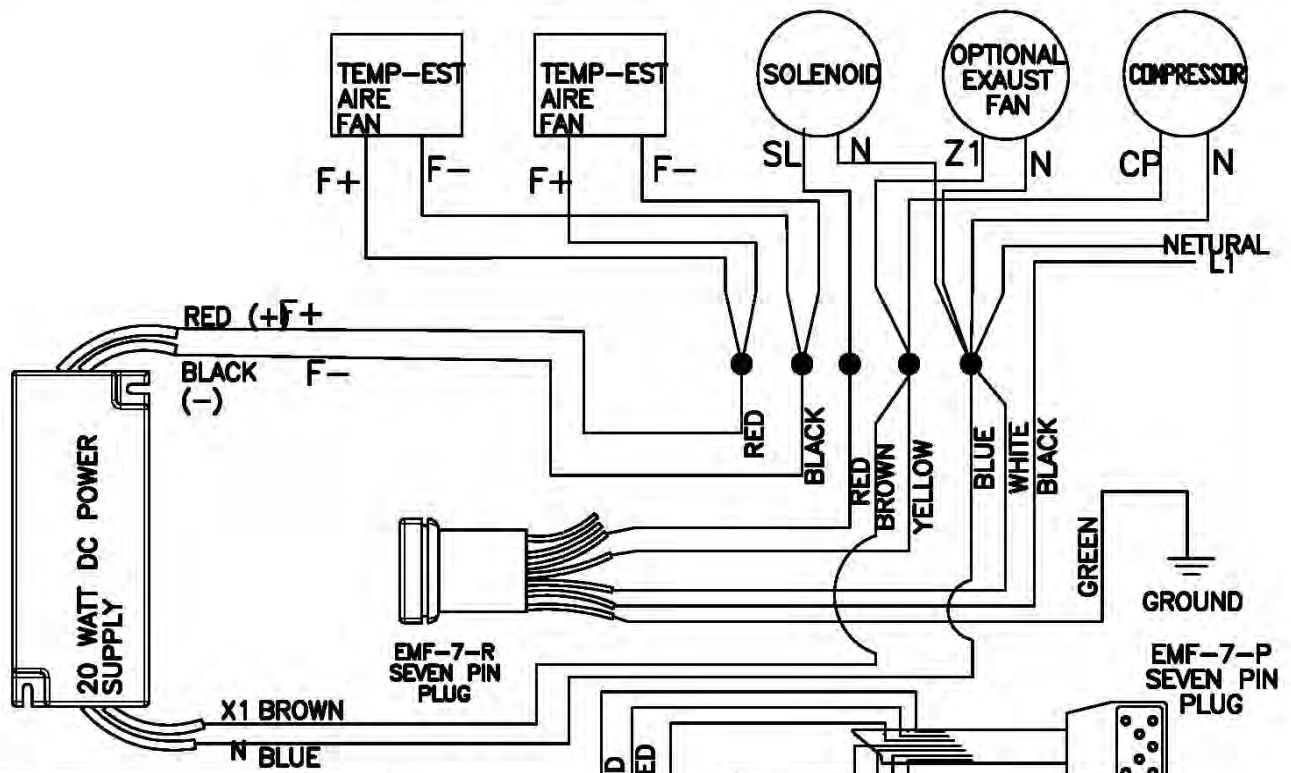 TEMP-EST
AIRE
FAN
TEMP-EST
AIRE
FAN
SOLENOID
OPTIONAL
EXAUST
FAN
COMPRESSOR
F+
F-
F+
F-
SL
N
Z1
N
CP
N
NETURAL
L1
RED (+)
F+
BLACK
(-)
F-
RED
BLACK
RED
BROWN
YELLOW
BLUE
WHITE
BLACK
GREEN
GROUND
20 WATT DC POWER
SUPPLY
EMF-7-R
SEVEN PIN
PLUG
EMF-7-P
SEVEN PIN
PLUG
X1 BROWN
N BLUE